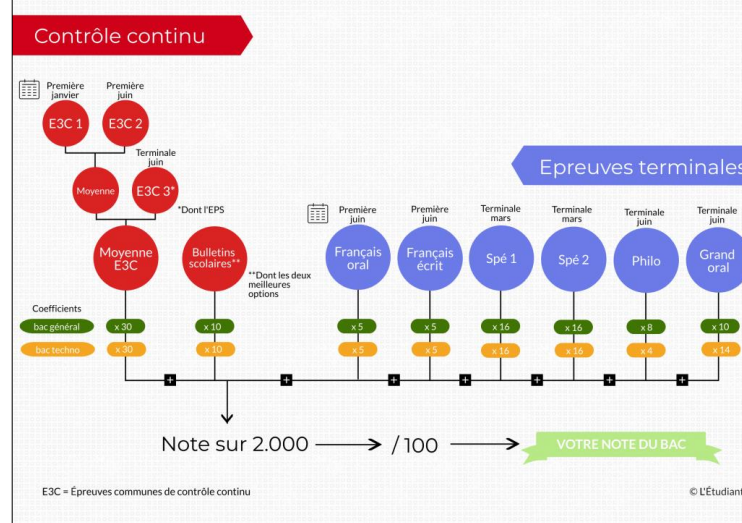 Contrôle continu
Première
janvier
Première
juin
E3C 1
E3C 2
Terminale
juin
Moyenne
E3C 3*
*Dont l'EPS
Epreuves terminales
Moyenne
E3C
Bulletins
scolaires**
**Dont les deux
meilleures
options
Première
juin
Première
juin
Terminale
mars
Terminale
mars
Terminale
juin
Terminale
juin
Français
oral
Français
écrit
Spé 1
Spé 2
Philo
Grand
oral
Coefficients
bac général
x 30
x 10
x 5
x 5
x 16
x 16
x 8
x 10
bac techno
x 30
x 10
x 5
x 5
x 16
x 16
x 4
x 14
+ + + + + + +
Note sur 2.000
/ 100
VOTRE NOTE DU BAC
E3C = Épreuves communes de contrôle continu
© L'Étudiant